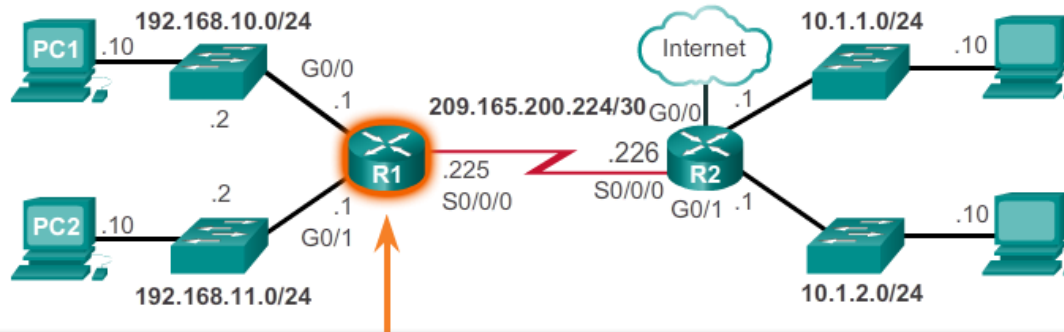 192.168.10.0/24
PC1
.10
G0/0
.1
.2
209.165.200.224/30
Internet
G0/0
10.1.1.0/24
.10
.1
R1
.225
S0/0/0
.226
S0/0/0
R2
G0/1
.1
PC2
.10
.2
.1
G0/1
192.168.11.0/24
.10
10.1.2.0/24